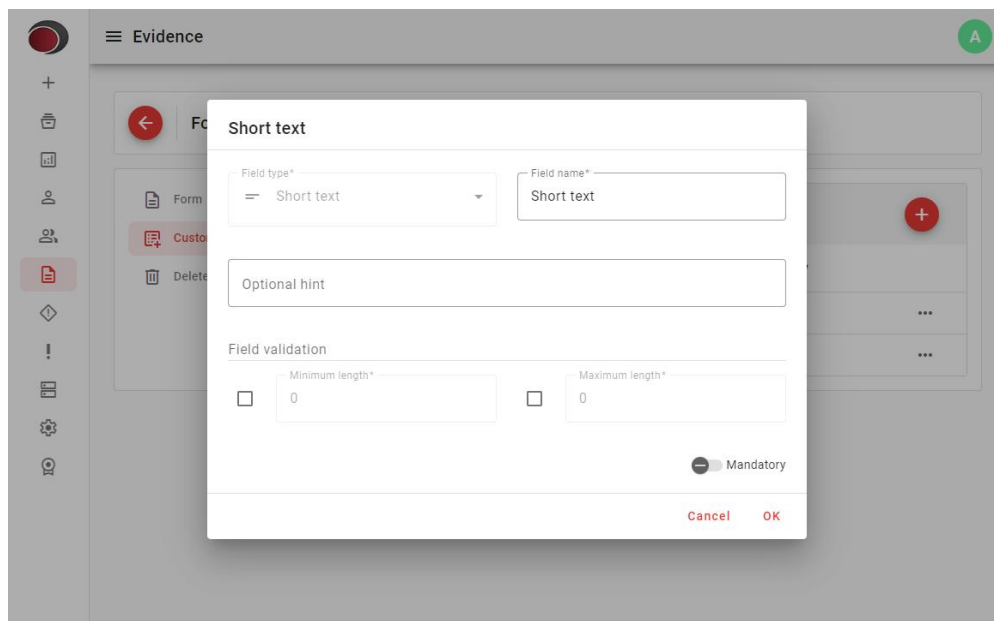 Evidence
A
Fo
Short text
Field type*
Short text
Field name*
Short text
Form
Custo
Delete
Optional hint
Field validation
Minimum length*
0
Maximum length*
0
Mandatory
Cancel
OK